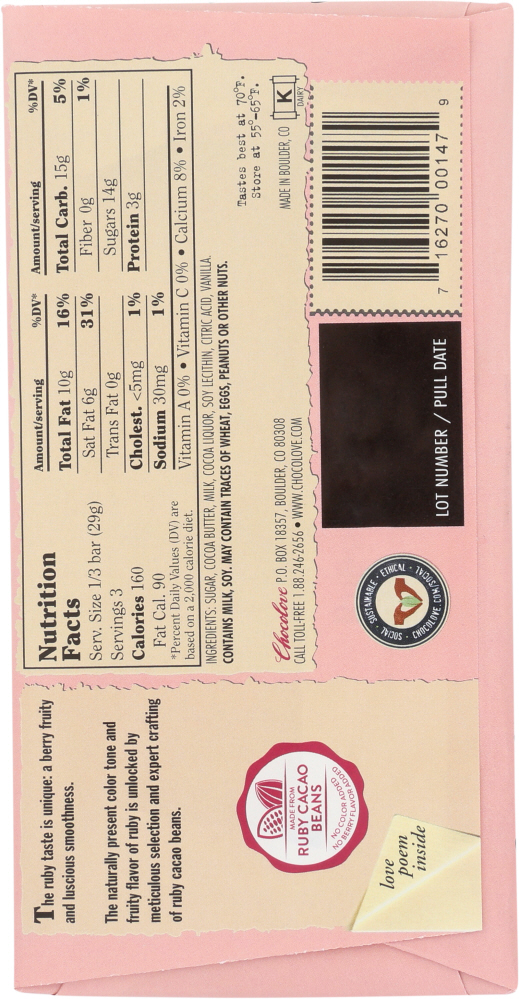 The ruby taste is unique: a berry fruity
and luscious smoothness.
The naturally present color tone and
fruity flavor of ruby is unlocked by
meticulous selection and expert crafting
of ruby cacao beans.
MADE FROM
RUBY CACAO
BEANS
NO COLOR ADDED
NO BERRY FLAVOR ADDED
love
poem
inside
Nutrition
Facts
Serv. Size 1/3 bar (29g)
Servings 3
Calories 160
Fat Cal. 90
*Percent Daily Values (DV) are
based on a 2,000 calorie diet.
Amount/serving %DV*
Total Fat 10g 16%
Sat Fat 6g 31%
Trans Fat 0g
Cholest. <5mg 1%
Sodium 30mg 1%
Amount/serving %DV*
Total Carb. 15g 5%
Fiber 0g 1%
Sugars 14g
Protein 3g
Vitamin A 0% • Vitamin C 0% • Calcium 8% • Iron 2%
INGREDIENTS: SUGAR, COCOA BUTTER, MILK, COCOA LIQUOR, SOY LECITHIN, CITRIC ACID, VANILLA.
CONTAINS MILK, SOY. MAY CONTAIN TRACES OF WHEAT, EGGS, PEANUTS OR OTHER NUTS.
Tastes best at 70°F.
Store at 55°-65°F.
Chocolove P.O. BOX 18357, BOULDER, CO 80308
CALL TOLL-FREE 1.88.246-2656 • WWW.CHOCOLOVE.COM
MADE IN BOULDER, CO
K
DAIRY
SOCIAL • SUSTAINABLE • ETHICAL •
CHOCOLOVE.COM/SOCIAL
LOT NUMBER / PULL DATE
7 16270 00147 9